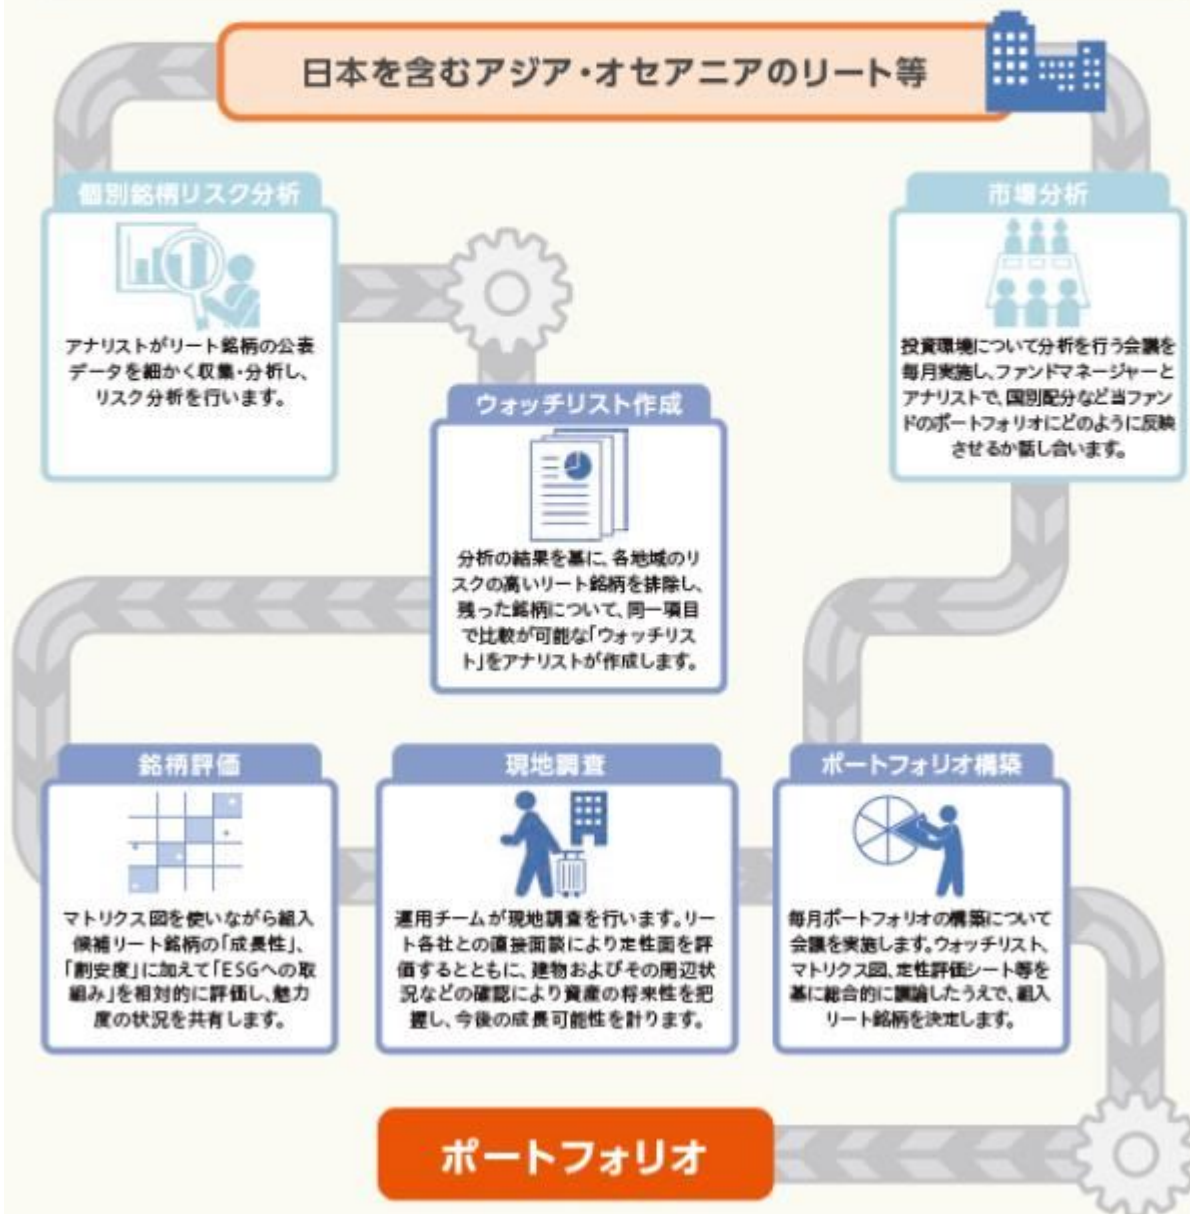 日本を含むアジア・オセアニアのリート等
個別銘柄リスク分析
アナリストがリート銘柄の公表
データを細かく収集・分析し、
リスク分析を行います。
市場分析
投資環境について分析を行う会議を
毎月実施し、ファンドマネージャーと
アナリストで、国別配分など当ファン
ドのポートフォリオにどのように反映
させるか話し合います。
ウォッチリスト作成
分析の結果を基に、各地域のリ
スクの高いリート銘柄を排除し、
残った銘柄について、同一項目
で比較が可能な「ウォッチリス
ト」をアナリストが作成します。
銘柄評価
マトリクス図を使いながら組入
候補リート銘柄の「成長性」、
「割安度」に加えて「ESGへの取
組み」を相対的に評価し、魅力
度の状況を共有します。
現地調査
運用チームが現地調査を行います。リー
ト各社との直接面談により定性面を評
価するとともに、建物およびその周辺状
況などの確認により資産の将来性を把
握し、今後の成長可能性を計ります。
ポートフォリオ構築
毎月ポートフォリオの構築について
会議を実施します。ウォッチリスト、
マトリクス図、定性評価シート等を
基に総合的に議論したうえで、組入
リート銘柄を決定します。
ポートフォリオ